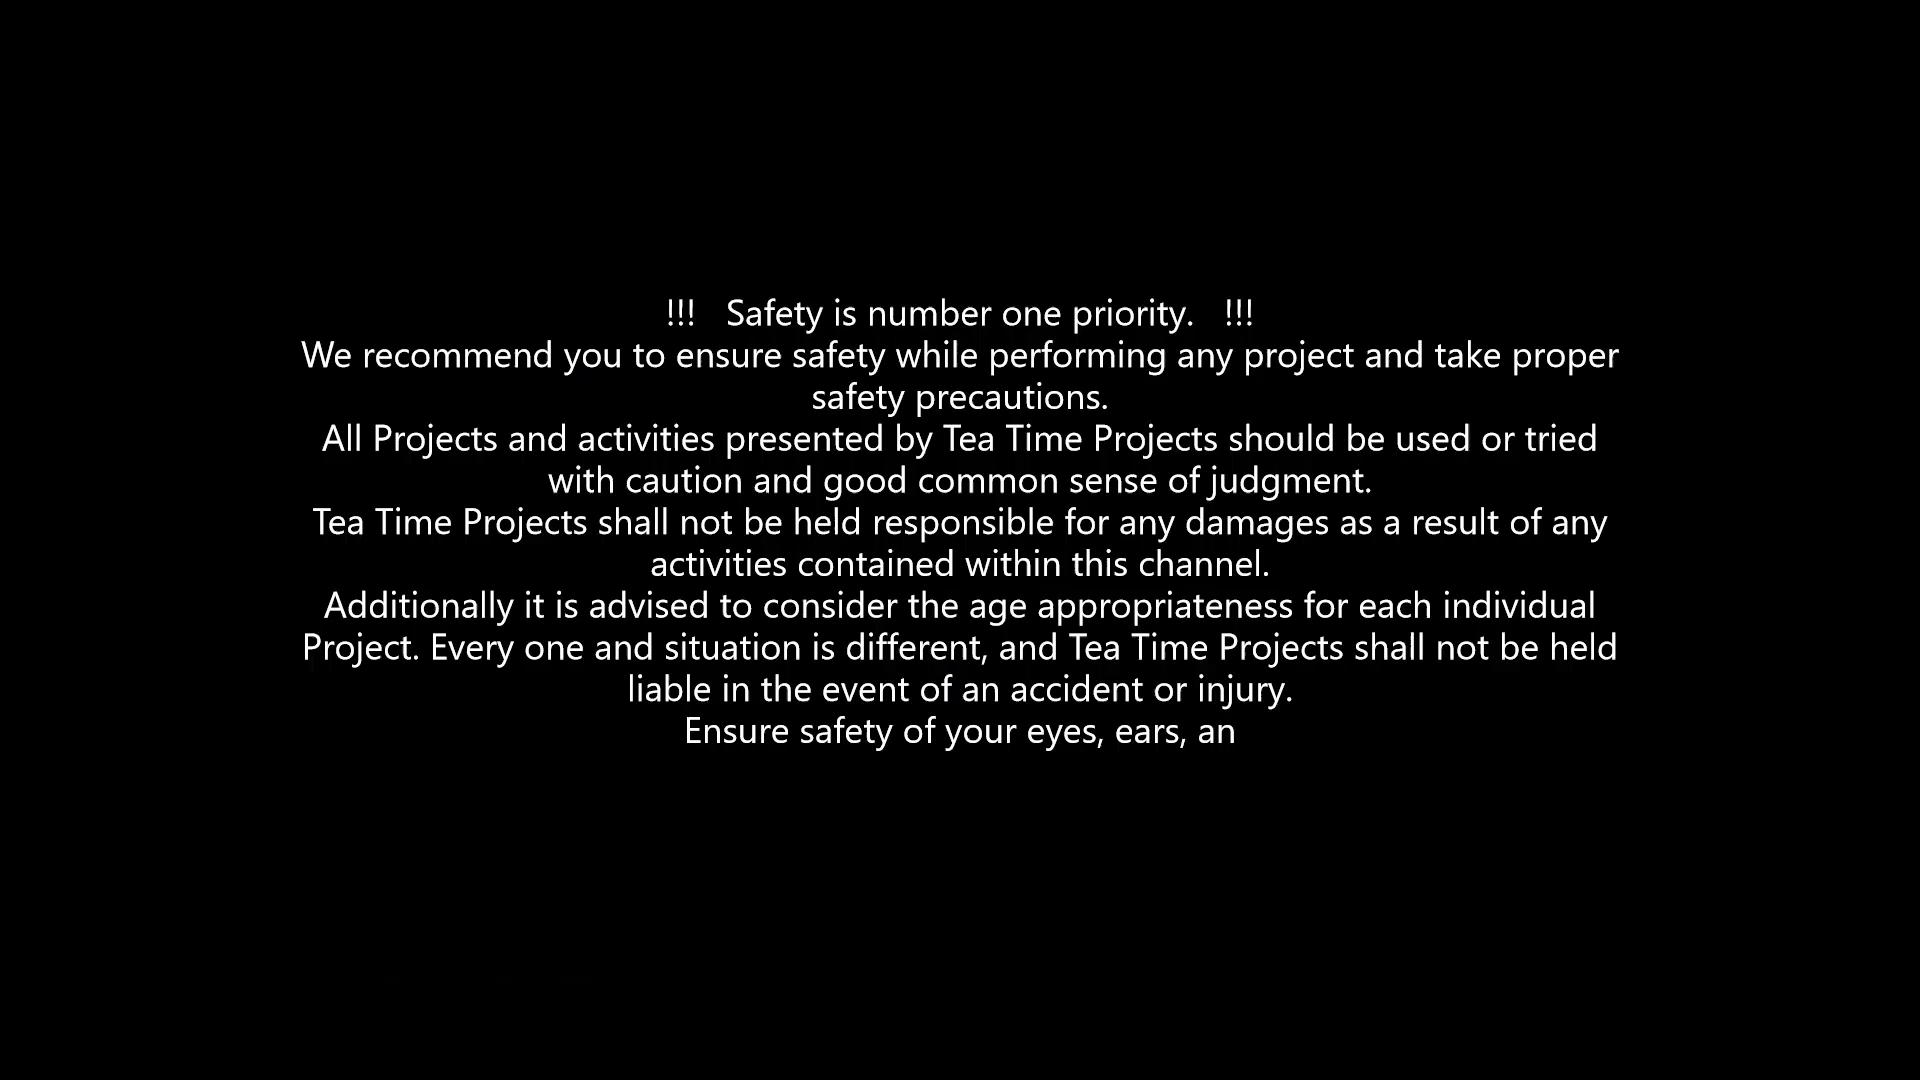 !!!   Safety is number one priority.   !!!
We recommend you to ensure safety while performing any project and take proper
safety precautions.
All Projects and activities presented by Tea Time Projects should be used or tried
with caution and good common sense of judgment.
Tea Time Projects shall not be held responsible for any damages as a result of any
activities contained within this channel.
Additionally it is advised to consider the age appropriateness for each individual
Project. Every one and situation is different, and Tea Time Projects shall not be held
liable in the event of an accident or injury.
Ensure safety of your eyes, ears, an